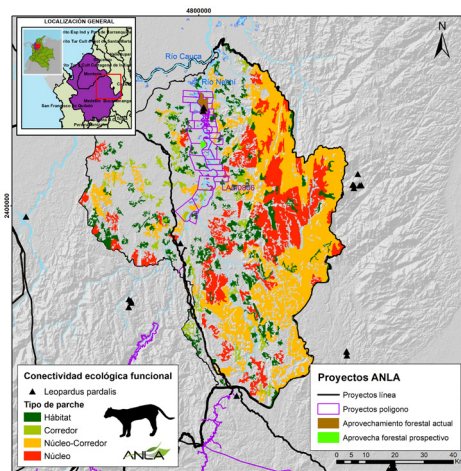 LOCALIZACIÓN GENERAL
4800000
N
Río Cauca
Río Nechí
2400000
Conectividad ecológica funcional
Leopardus pardalis
Tipo de parche
Hábitat
Corredor
Núcleo-Corredor
Núcleo
ANLA
Proyectos ANLA
Proyectos línea
Proyectos polígono
Aprovechamiento forestal actual
Aprovecha forestal prospectivo
0 5 10 20 30 40